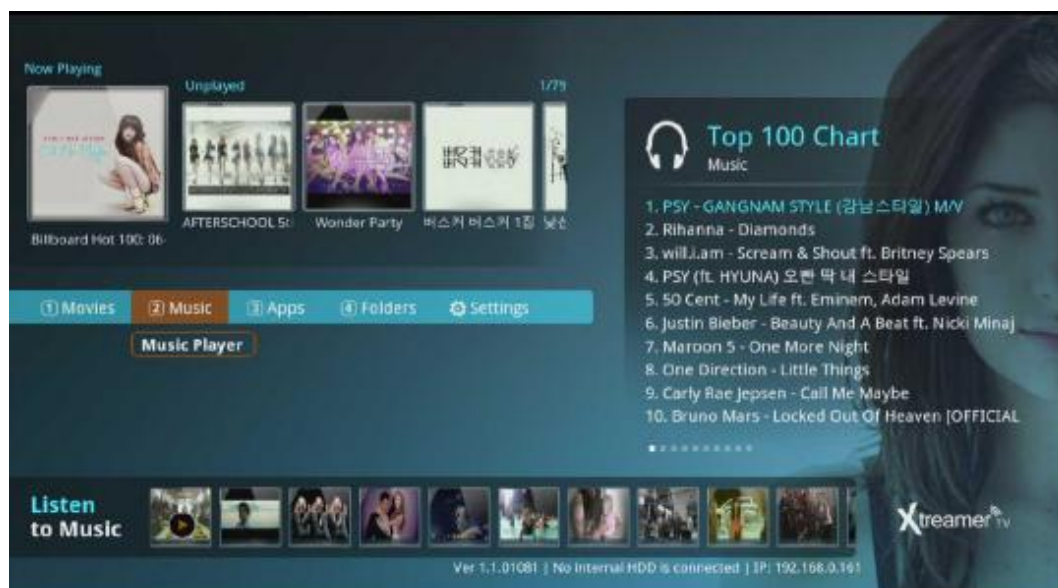 Now Playing
Unplayed
1/79
Billboard Hot 100: 06-
AFTERSCHOOL 5
Wonder Party
버스커 버스커 1집
Top 100 Chart
Music
1. PSY - GANGNAM STYLE (강남스타일) M/V
2. Rihanna - Diamonds
3. will.i.am - Scream & Shout ft. Britney Spears
4. PSY (ft. HYUNA) 오빤 딱 내 스타일
5. 50 Cent - My Life ft. Eminem, Adam Levine
6. Justin Bieber - Beauty And A Beat ft. Nicki Minaj
7. Maroon 5 - One More Night
8. One Direction - Little Things
9. Carly Rae Jepsen - Call Me Maybe
10. Bruno Mars - Locked Out Of Heaven [OFFICIAL
1 Movies
2 Music
3 Apps
4 Folders
Settings
Music Player
Listen
to Music
Xtreamer TV
Ver 1.1.01081 | No internal HDD is connected | IP: 192.168.0.161